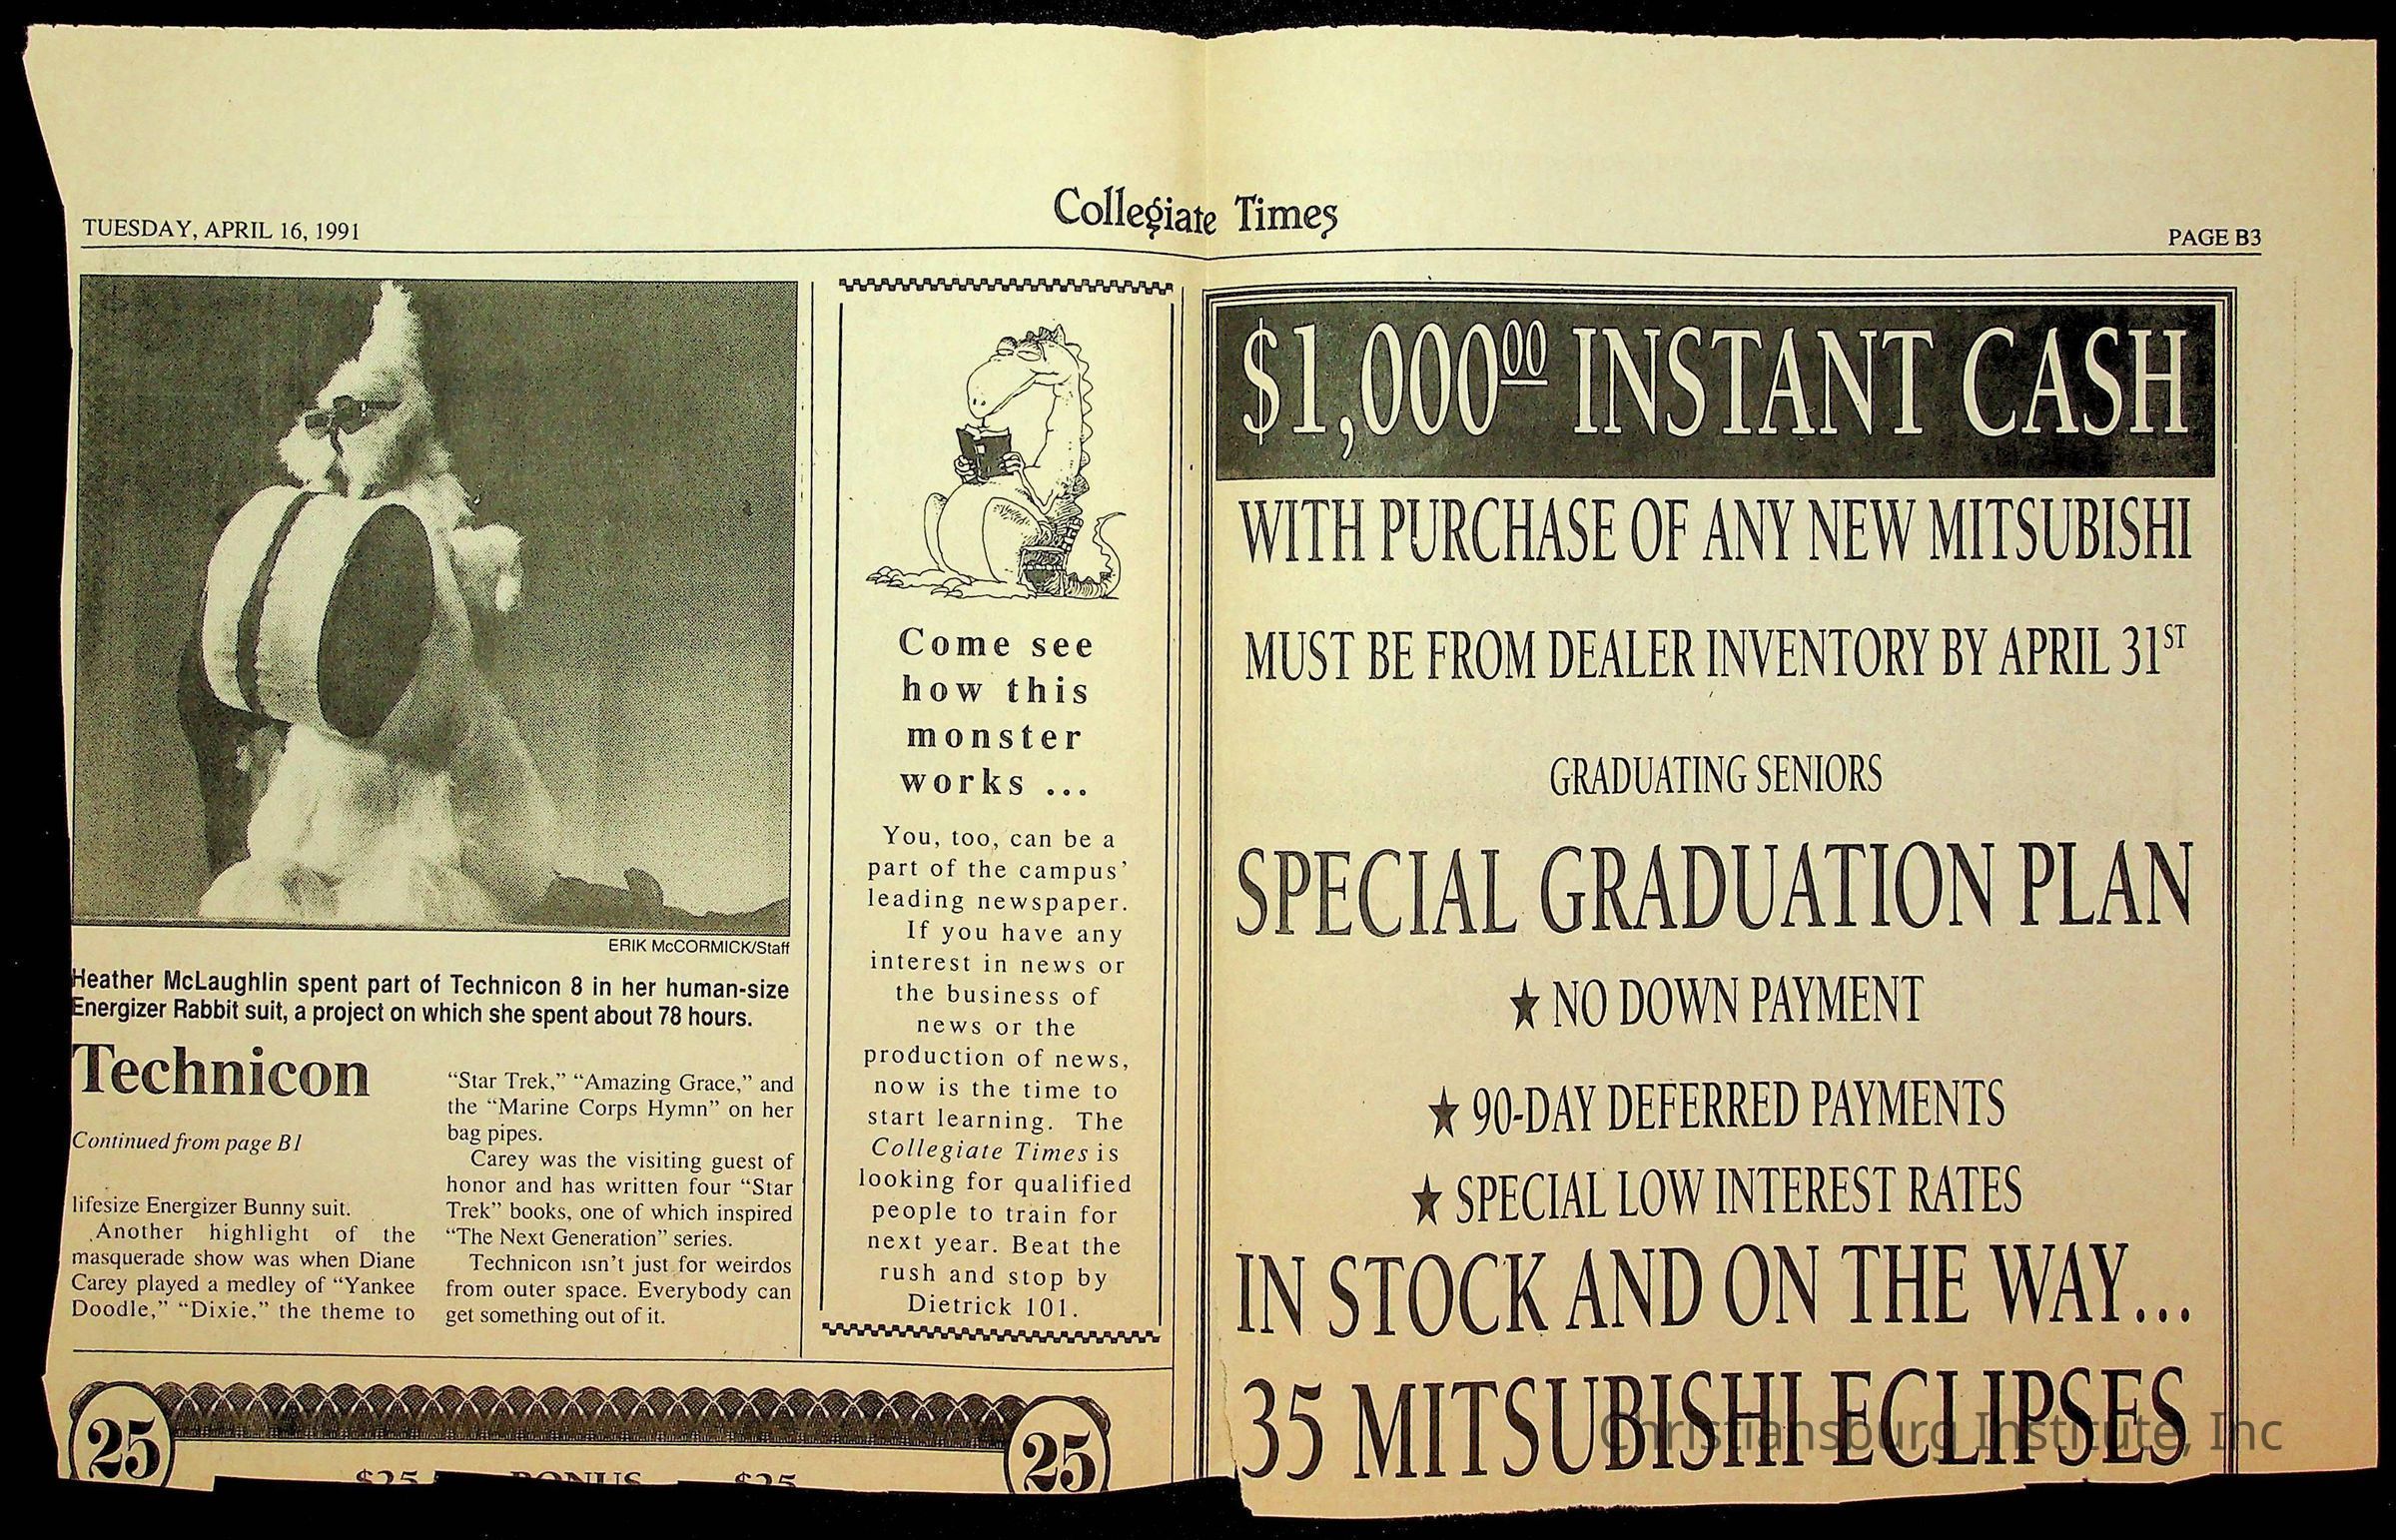 TUESDAY, APRIL 16, 1991
Collegiate Times
PAGE B3
ERIK McCORMICK/Staff
Heather McLaughlin spent part of Technicon 8 in her human-size
Energizer Rabbit suit, a project on which she spent about 78 hours.
Technicon
Continued from page B1
lifesize Energizer Bunny suit.
Another highlight of the
masquerade show was when Diane
Carey played a medley of “Yankee
Doodle,” “Dixie,” the theme to
“Star Trek,” “Amazing Grace,” and
the “Marine Corps Hymn” on her
bag pipes.
Carey was the visiting guest of
honor and has written four “Star
Trek” books, one of which inspired
“The Next Generation” series.
Technicon isn’t just for weirdos
from outer space. Everybody can
get something out of it.
Come see
how this
monster
works ...
You, too, can be a
part of the campus’
leading newspaper.
If you have any
interest in news or
the business of
news or the
production of news,
now is the time to
start learning. The
Collegiate Times is
looking for qualified
people to train for
next year. Beat the
rush and stop by
Dietrick 101.
$1,00000 INSTANT CASH
WITH PURCHASE OF ANY NEW MITSUBISHI
MUST BE FROM DEALER INVENTORY BY APRIL 31ST
GRADUATING SENIORS
SPECIAL GRADUATION PLAN
★ NO DOWN PAYMENT
★ 90-DAY DEFERRED PAYMENTS
★ SPECIAL LOW INTEREST RATES
IN STOCK AND ON THE WAY...
35 MITSUBISHI ECLIPSES
25
25
$25 BONUS $25
Christiansburg Institute, Inc